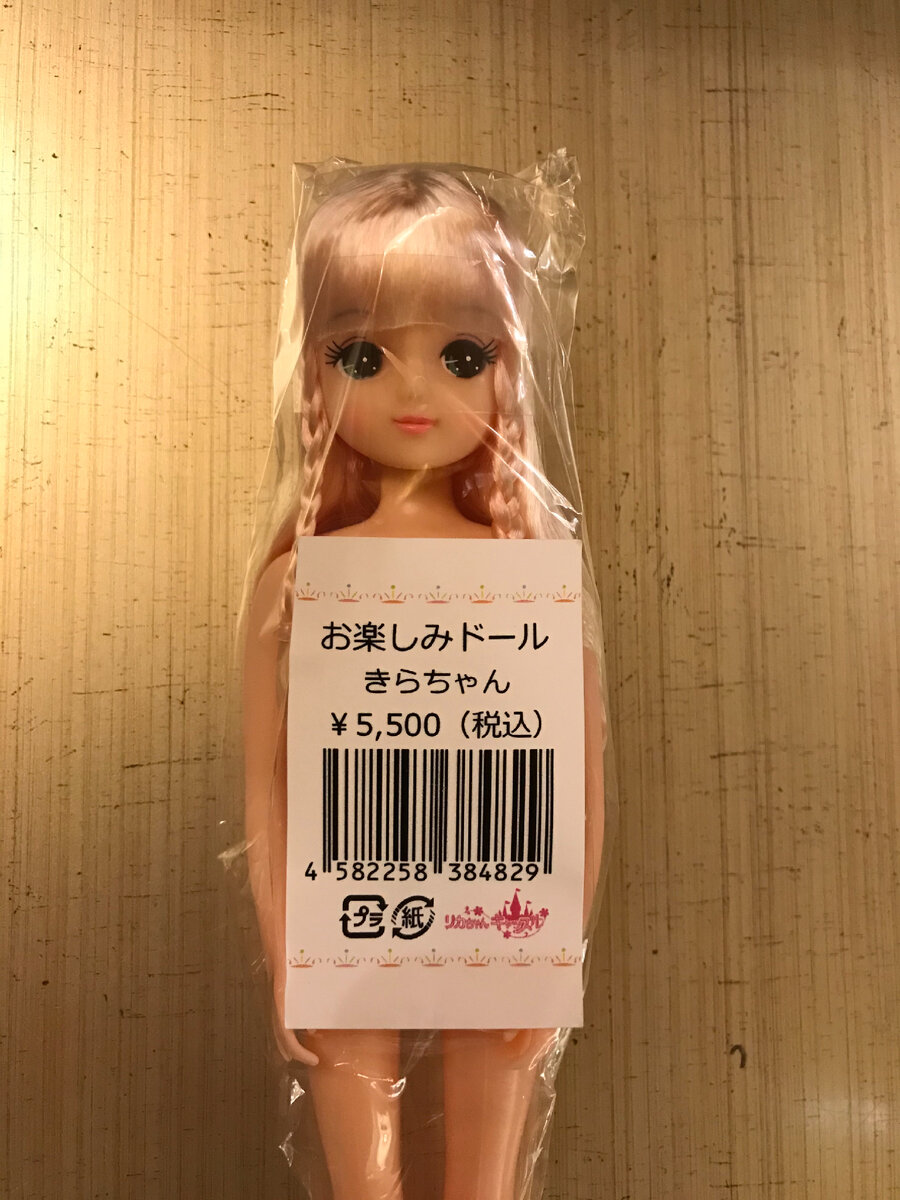 お楽しみドール
きらちゃん
¥5,500（税込）
4 582258 384829
プラ 紙 リカちゃんキャッスル